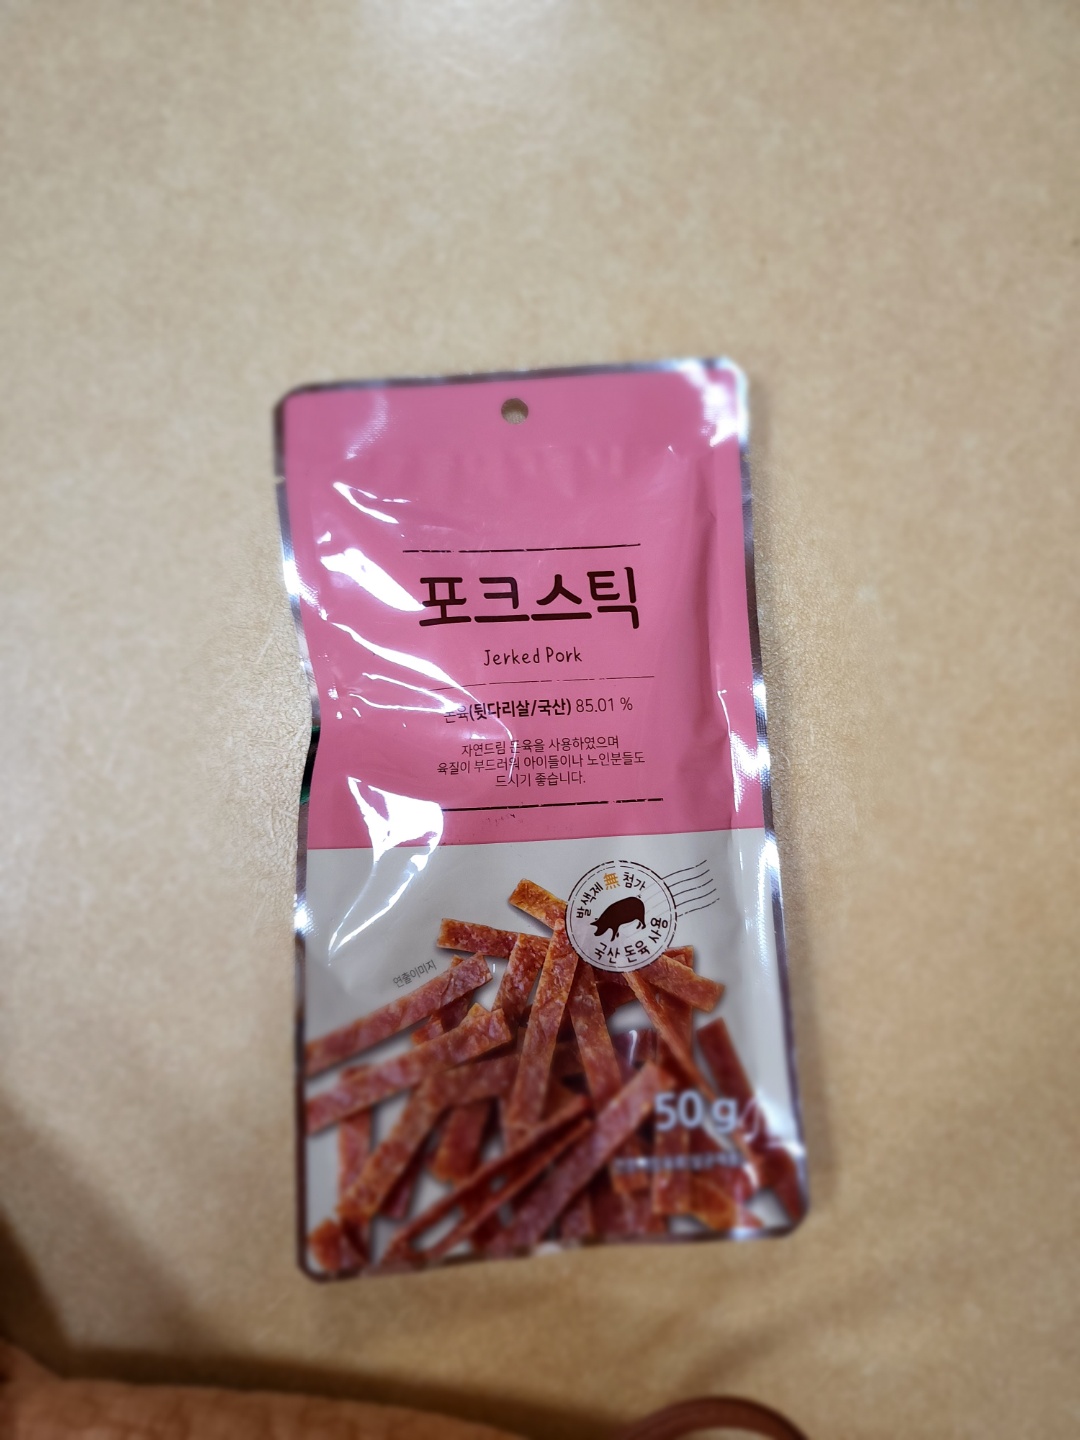 포크스틱
Jerked Pork
돈육(뒷다리살/국산) 85.01 %
자연드림 돈육을 사용하였으며
육질이 부드러워 아이들이나 노인분들도
드시기 좋습니다.
발색제 無 첨가
국산 돈육 사용
연출이미지
50 g